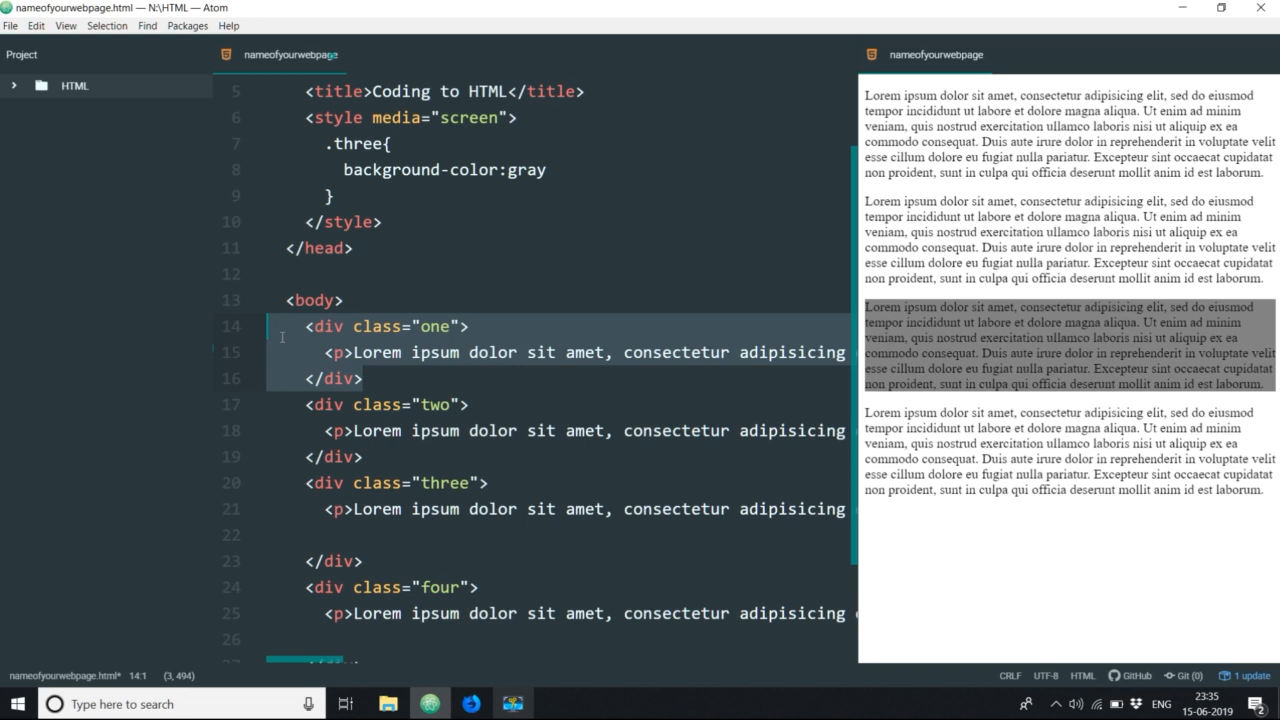 nameofyourwebpage.html — N:\HTML — Atom
File Edit View Selection Find Packages Help
Project
HTML
nameofyourwebpage
5 <title>Coding to HTML</title>
6 <style media="screen">
7 .three{
8 background-color:gray
9 }
10 </style>
11 </head>
12
13 <body>
14 <div class="one">
15 <p>Lorem ipsum dolor sit amet, consectetur adipisicing
16 </div>
17 <div class="two">
18 <p>Lorem ipsum dolor sit amet, consectetur adipisicing
19 </div>
20 <div class="three">
21 <p>Lorem ipsum dolor sit amet, consectetur adipisicing
22
23 </div>
24 <div class="four">
25 <p>Lorem ipsum dolor sit amet, consectetur adipisicing
26
nameofyourwebpage
Lorem ipsum dolor sit amet, consectetur adipisicing elit, sed do eiusmod
tempor incididunt ut labore et dolore magna aliqua. Ut enim ad minim
veniam, quis nostrud exercitation ullamco laboris nisi ut aliquip ex ea
commodo consequat. Duis aute irure dolor in reprehenderit in voluptate velit
esse cillum dolore eu fugiat nulla pariatur. Excepteur sint occaecat cupidatat
non proident, sunt in culpa qui officia deserunt mollit anim id est laborum.
Lorem ipsum dolor sit amet, consectetur adipisicing elit, sed do eiusmod
tempor incididunt ut labore et dolore magna aliqua. Ut enim ad minim
veniam, quis nostrud exercitation ullamco laboris nisi ut aliquip ex ea
commodo consequat. Duis aute irure dolor in reprehenderit in voluptate velit
esse cillum dolore eu fugiat nulla pariatur. Excepteur sint occaecat cupidatat
non proident, sunt in culpa qui officia deserunt mollit anim id est laborum.
Lorem ipsum dolor sit amet, consectetur adipisicing elit, sed do eiusmod
tempor incididunt ut labore et dolore magna aliqua. Ut enim ad minim
veniam, quis nostrud exercitation ullamco laboris nisi ut aliquip ex ea
commodo consequat. Duis aute irure dolor in reprehenderit in voluptate velit
esse cillum dolore eu fugiat nulla pariatur. Excepteur sint occaecat cupidatat
non proident, sunt in culpa qui officia deserunt mollit anim id est laborum.
Lorem ipsum dolor sit amet, consectetur adipisicing elit, sed do eiusmod
tempor incididunt ut labore et dolore magna aliqua. Ut enim ad minim
veniam, quis nostrud exercitation ullamco laboris nisi ut aliquip ex ea
commodo consequat. Duis aute irure dolor in reprehenderit in voluptate velit
esse cillum dolore eu fugiat nulla pariatur. Excepteur sint occaecat cupidatat
non proident, sunt in culpa qui officia deserunt mollit anim id est laborum.
nameofyourwebpage.html* 14:1 (3, 494) CRLF UTF-8 HTML GitHub Git (0) 1 update
Type here to search
ENG
23:35
15-06-2019
2